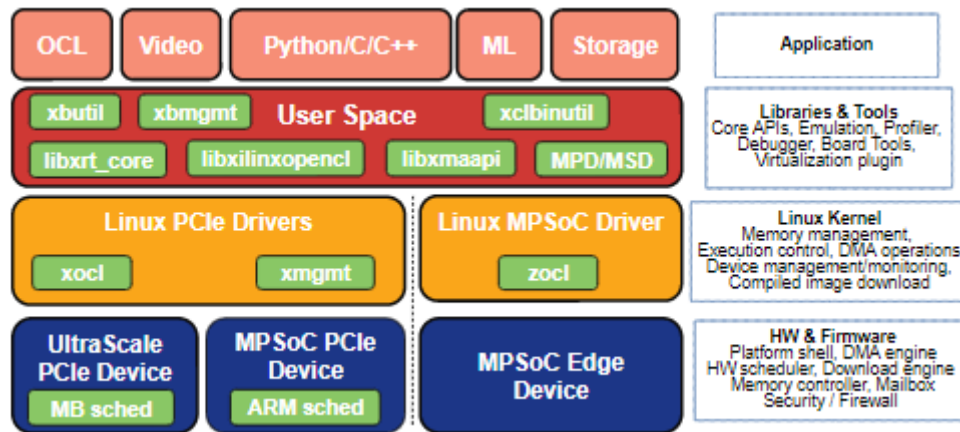 OCL
Video
Python/C/C++
ML
Storage
Application
xbutil
xbmgmt
User Space
xclbinutil
libxrt_core
libxilinxopencl
libxmaapi
MPD/MSD
Libraries & Tools
Core APIs, Emulation, Profiler,
Debugger, Board Tools,
Virtualization plugin
Linux PCIe Drivers
xocl
xmgmt
Linux MPSoC Driver
zocl
Linux Kernel
Memory management,
Execution control, DMA operations
Device management/monitoring,
Compiled image download
UltraScale
PCIe Device
MB sched
MPSoC PCIe
Device
ARM sched
MPSoC Edge
Device
HW & Firmware
Platform shell, DMA engine
HW scheduler, Download engine
Memory controller, Mailbox
Security / Firewall